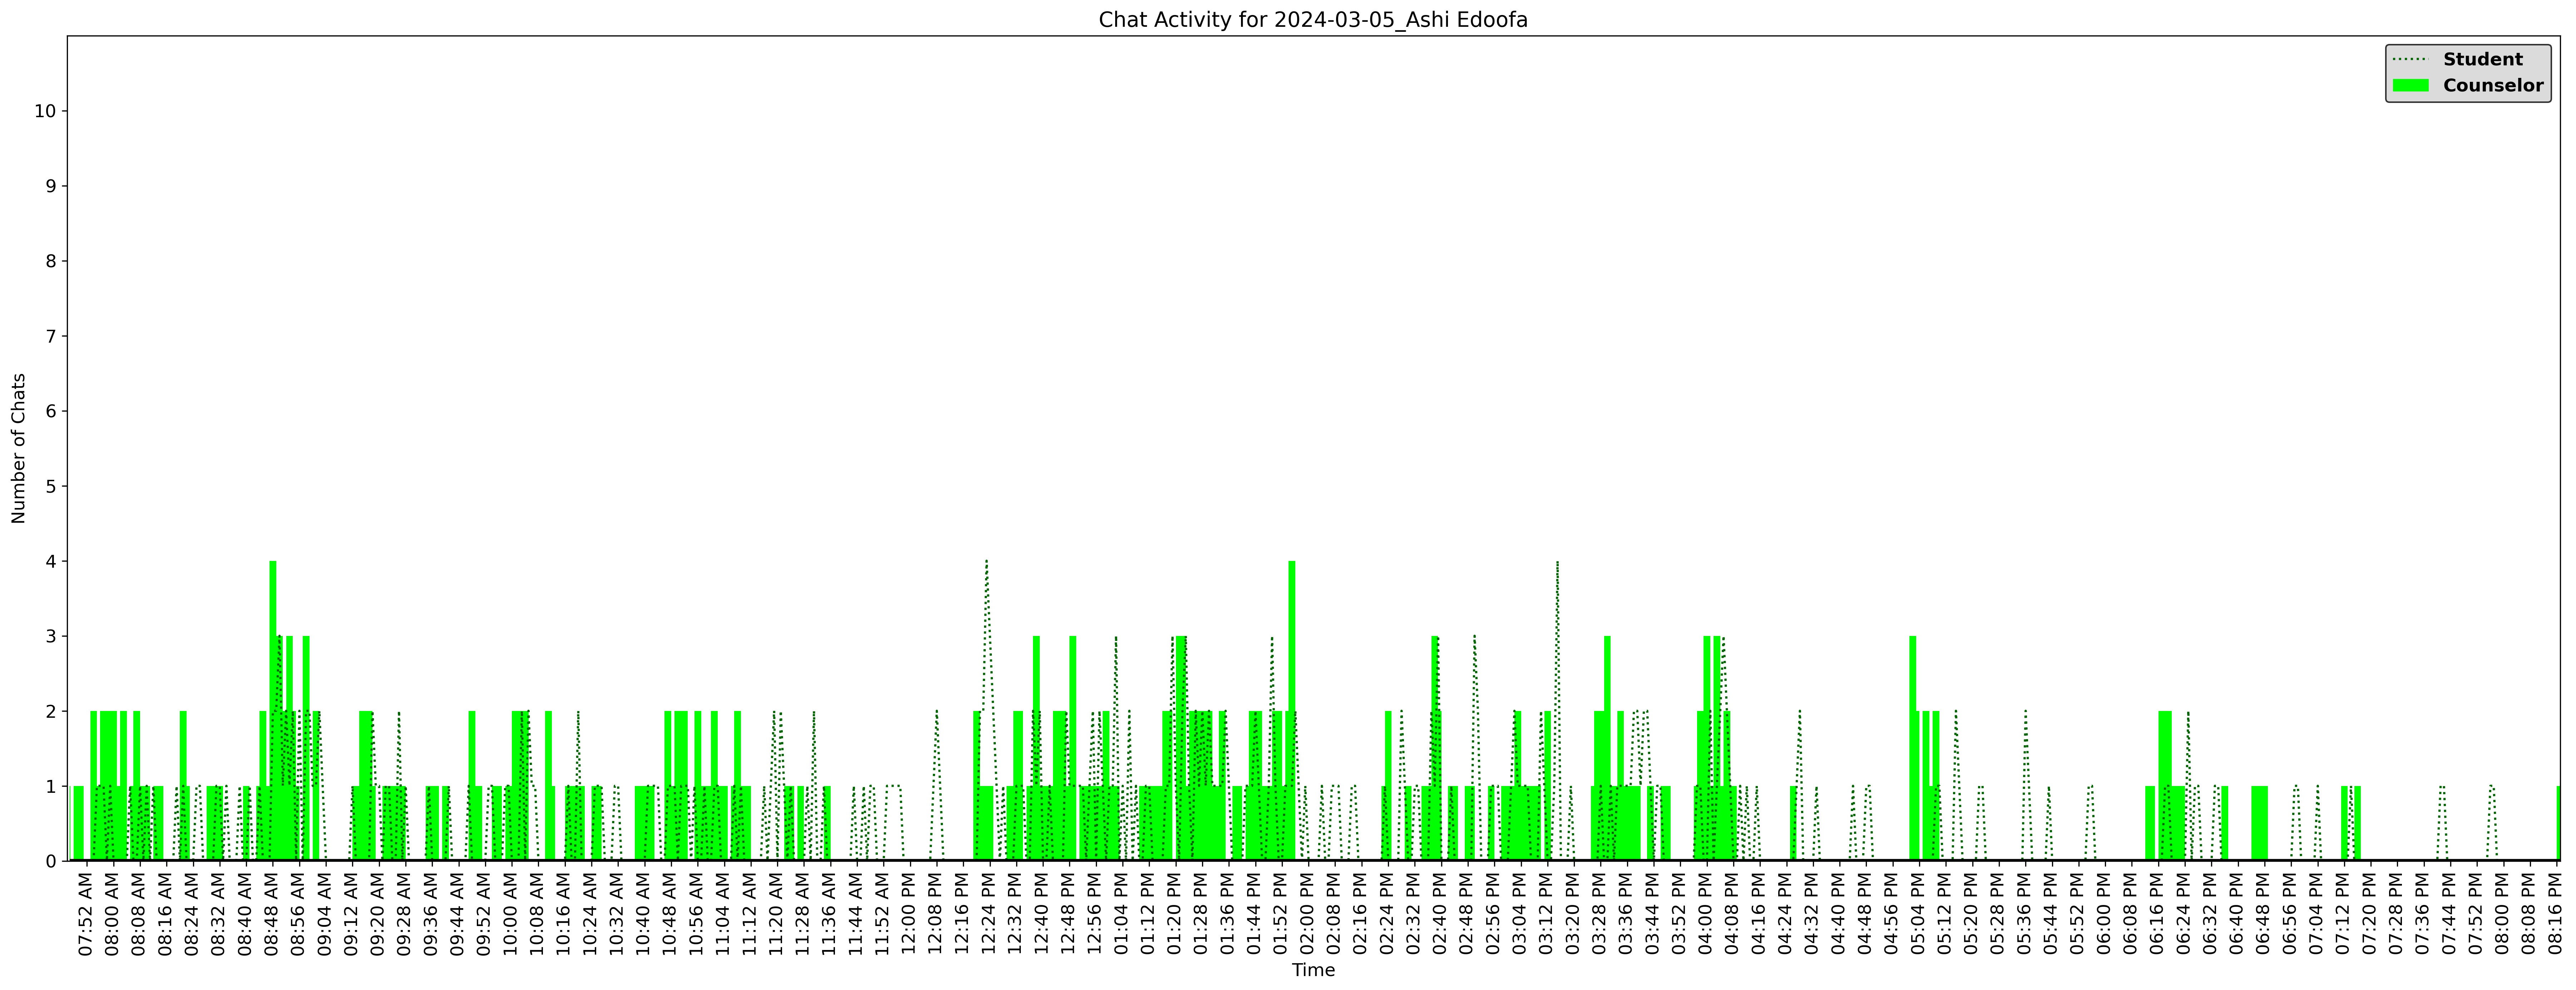 Chat Activity for 2024-03-05_Ashi Edoofa
Student
Counselor
10
9
8
7
6
5
4
3
2
1
0
Number of Chats
07:52 AM
08:00 AM
08:08 AM
08:16 AM
08:24 AM
08:32 AM
08:40 AM
08:48 AM
08:56 AM
09:04 AM
09:12 AM
09:20 AM
09:28 AM
09:36 AM
09:44 AM
09:52 AM
10:00 AM
10:08 AM
10:16 AM
10:24 AM
10:32 AM
10:40 AM
10:48 AM
10:56 AM
11:04 AM
11:12 AM
11:20 AM
11:28 AM
11:36 AM
11:44 AM
11:52 AM
12:00 PM
12:08 PM
12:16 PM
12:24 PM
12:32 PM
12:40 PM
12:48 PM
12:56 PM
01:04 PM
01:12 PM
01:20 PM
01:28 PM
01:36 PM
01:44 PM
01:52 PM
02:00 PM
02:08 PM
02:16 PM
02:24 PM
02:32 PM
02:40 PM
02:48 PM
02:56 PM
03:04 PM
03:12 PM
03:20 PM
03:28 PM
03:36 PM
03:44 PM
03:52 PM
04:00 PM
04:08 PM
04:16 PM
04:24 PM
04:32 PM
04:40 PM
04:48 PM
04:56 PM
05:04 PM
05:12 PM
05:20 PM
05:28 PM
05:36 PM
05:44 PM
05:52 PM
06:00 PM
06:08 PM
06:16 PM
06:24 PM
06:32 PM
06:40 PM
06:48 PM
06:56 PM
07:04 PM
07:12 PM
07:20 PM
07:28 PM
07:36 PM
07:44 PM
07:52 PM
08:00 PM
08:08 PM
08:16 PM
Time